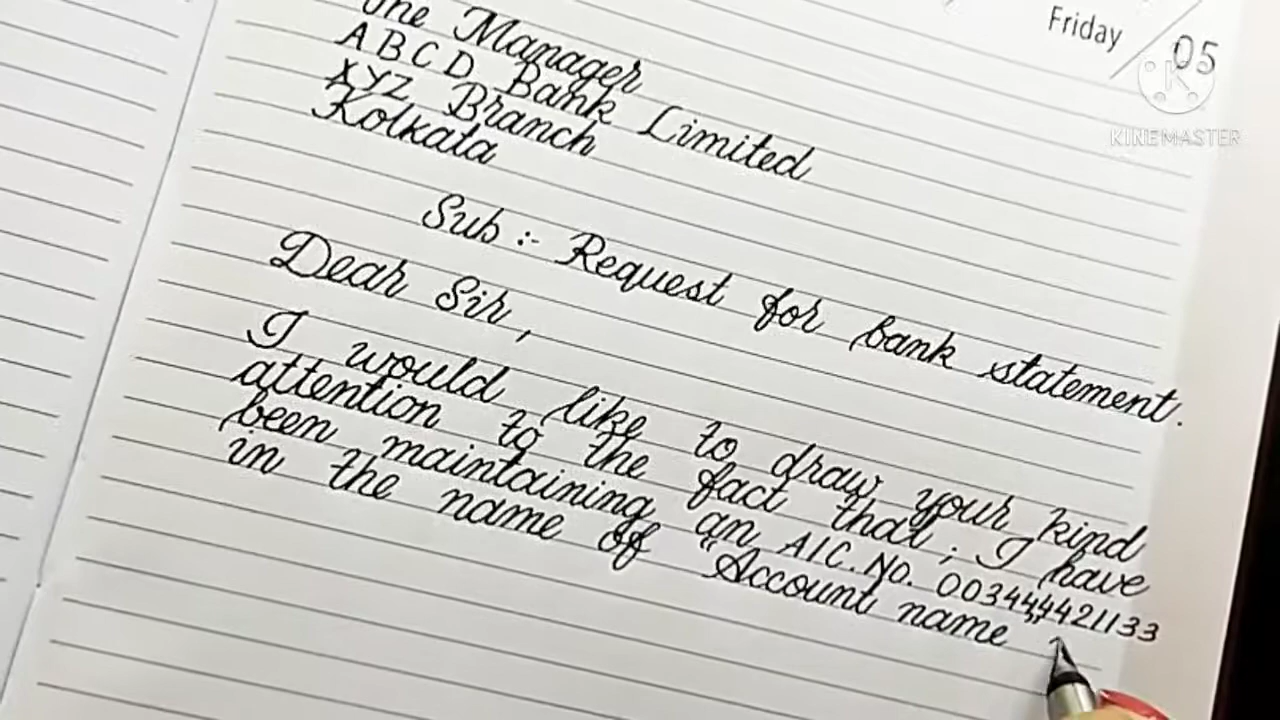 Friday
05
K
KINEMASTER
The Manager
ABCD Bank Limited
XYZ Branch
Kolkata
Sub :- Request for bank statement.
Dear Sir,
I would like to draw your kind
attention to the fact that, I have
been maintaining an A/C. No. 003444421133
in the name of "Account name"